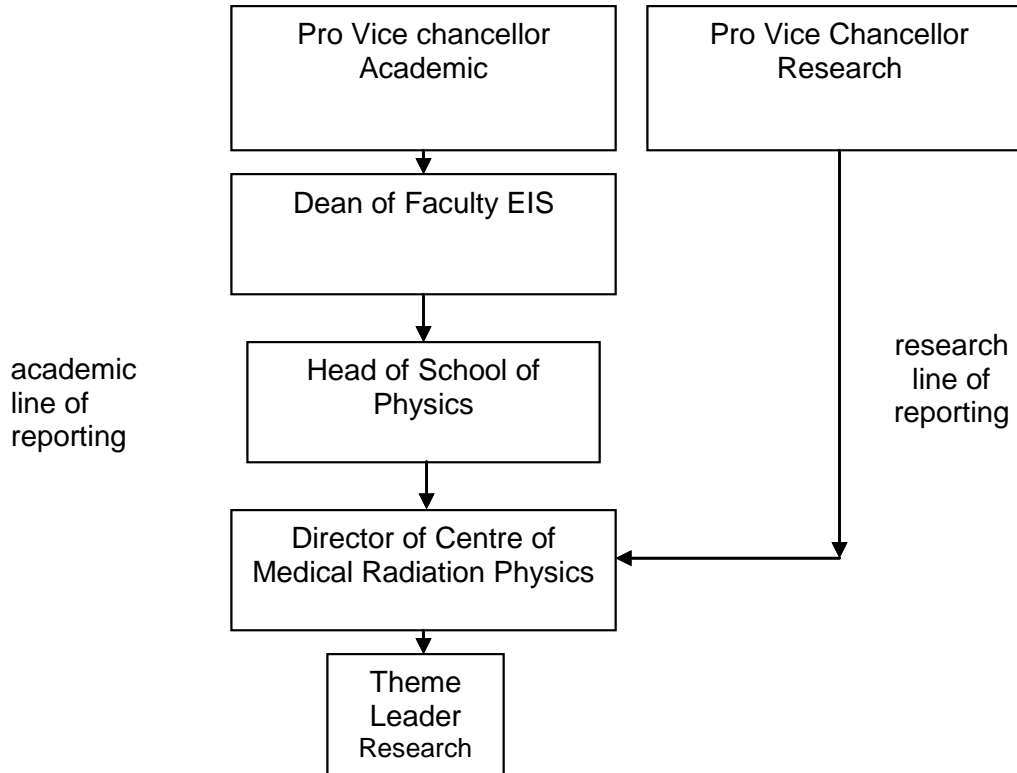 Pro Vice chancellor
Academic
Pro Vice Chancellor
Research
Dean of Faculty EIS
academic
line of
reporting
Head of School of
Physics
research
line of
reporting
Director of Centre of
Medical Radiation Physics
Theme
Leader
Research